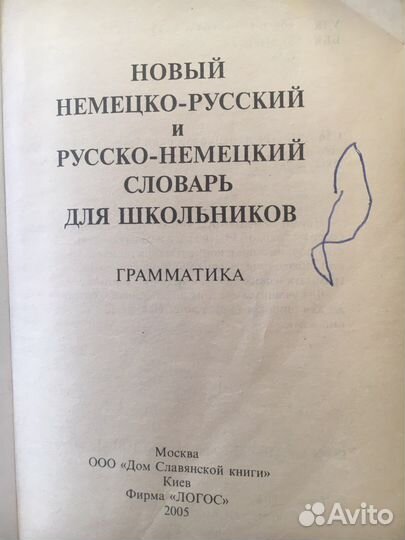 НОВЫЙ
НЕМЕЦКО-РУССКИЙ
и
РУССКО-НЕМЕЦКИЙ
СЛОВАРЬ
ДЛЯ ШКОЛЬНИКОВ
ГРАММАТИКА
Москва
ООО «Дом Славянской книги»
Киев
Фирма «ЛОГОС»
2005
Avito